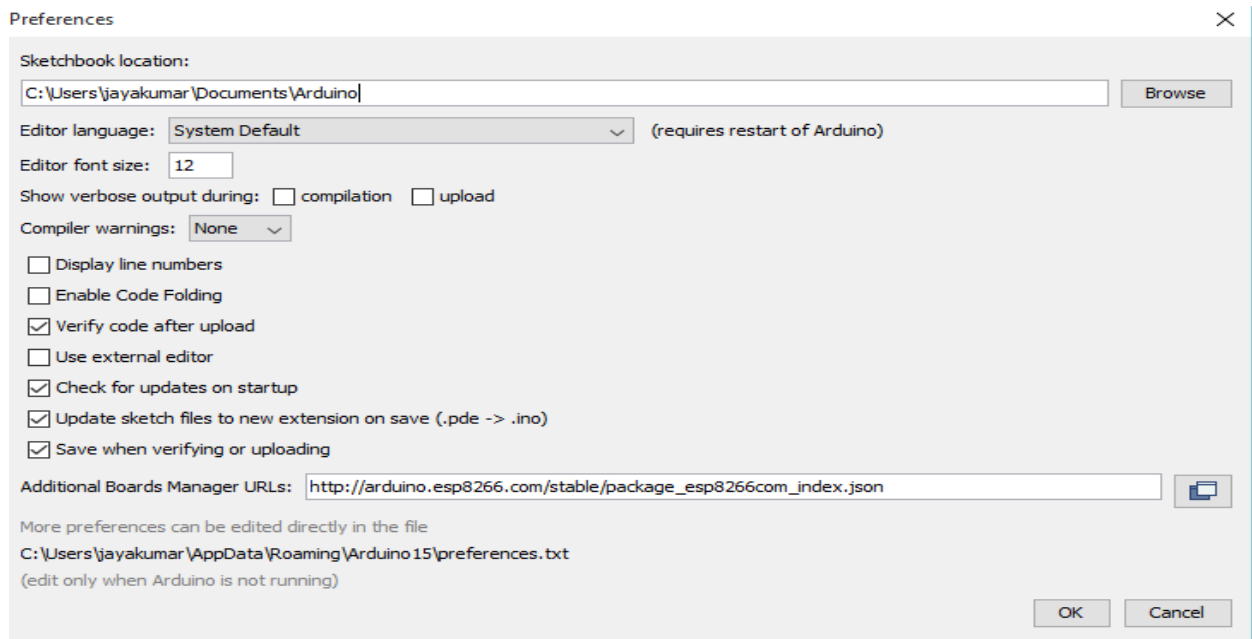 Preferences
Sketchbook location:
C:\Users\jayakumar\Documents\Arduino Browse
Editor language: System Default (requires restart of Arduino)
Editor font size: 12
Show verbose output during: compilation upload
Compiler warnings: None
Display line numbers
Enable Code Folding
Verify code after upload
Use external editor
Check for updates on startup
Update sketch files to new extension on save (.pde -> .ino)
Save when verifying or uploading
Additional Boards Manager URLs: http://arduino.esp8266.com/stable/package_esp8266com_index.json
More preferences can be edited directly in the file
C:\Users\jayakumar\AppData\Roaming\Arduino15\preferences.txt
(edit only when Arduino is not running)
OK Cancel